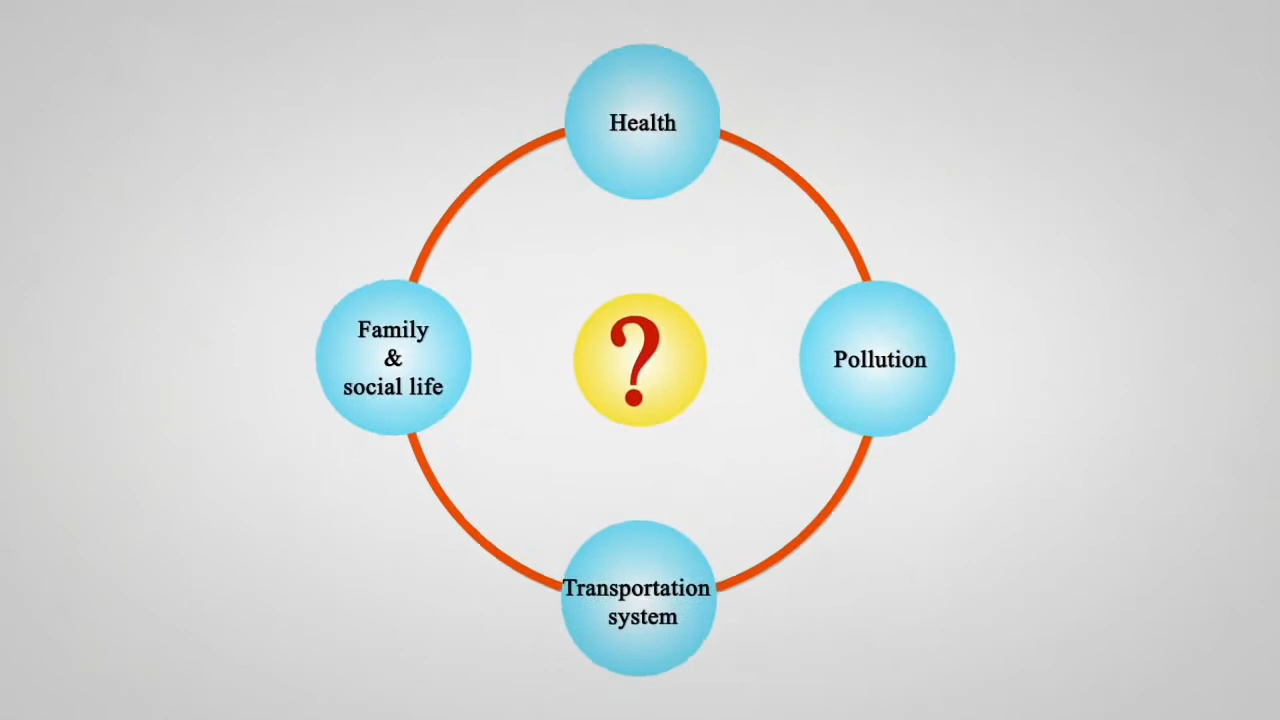 Health
Family
&
social life
?
Pollution
Transportation
system